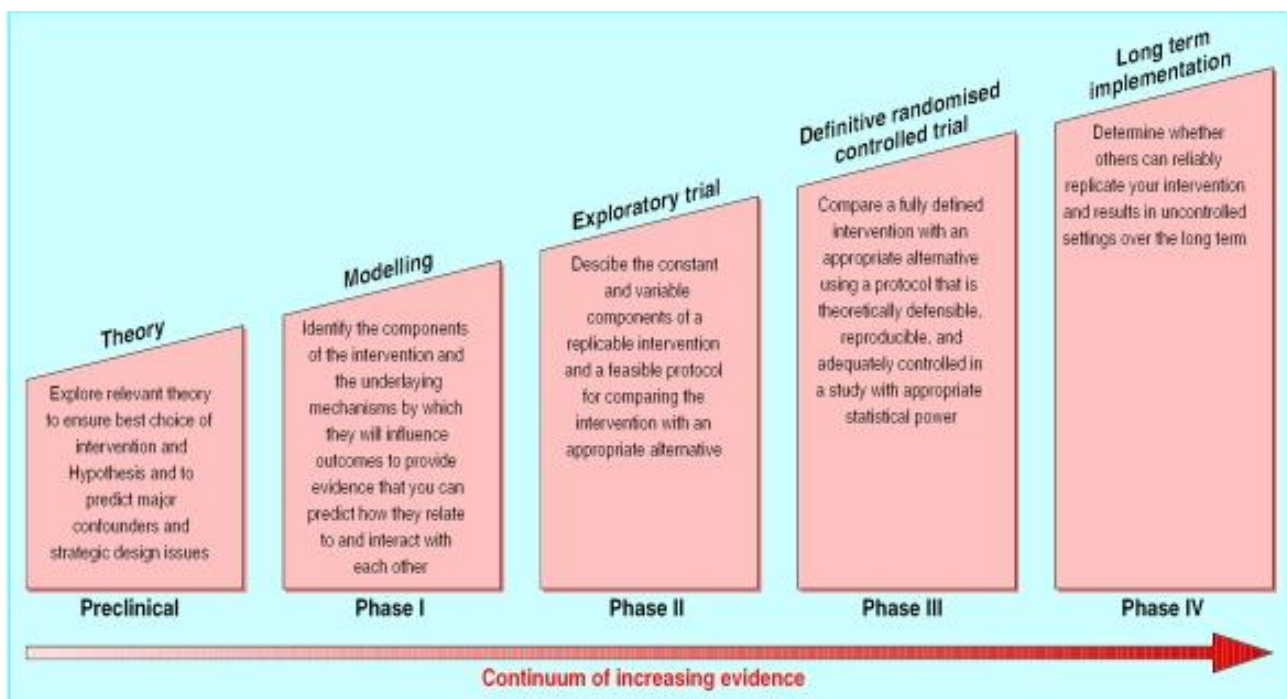 Theory
Explore relevant theory
to ensure best choice of
intervention and
Hypothesis and to
predict major
confounders and
strategic design issues
Preclinical
Modelling
Identify the components
of the intervention and
the underlaying
mechanisms by which
they will influence
outcomes to provide
evidence that you can
predict how they relate
to and interact with
each other
Phase I
Exploratory trial
Descibe the constant
and variable
components of a
replicable intervention
and a feasible protocol
for comparing the
intervention with an
appropriate alternative
Phase II
Definitive randomised
controlled trial
Compare a fully defined
intervention with an
appropriate alternative
using a protocol that is
theoretically defensible,
reproducible, and
adequately controlled in
a study with appropriate
statistical power
Phase III
Long term
implementation
Determine whether
others can reliably
replicate your intervention
and results in uncontrolled
settings over the long term
Phase IV
Continuum of increasing evidence